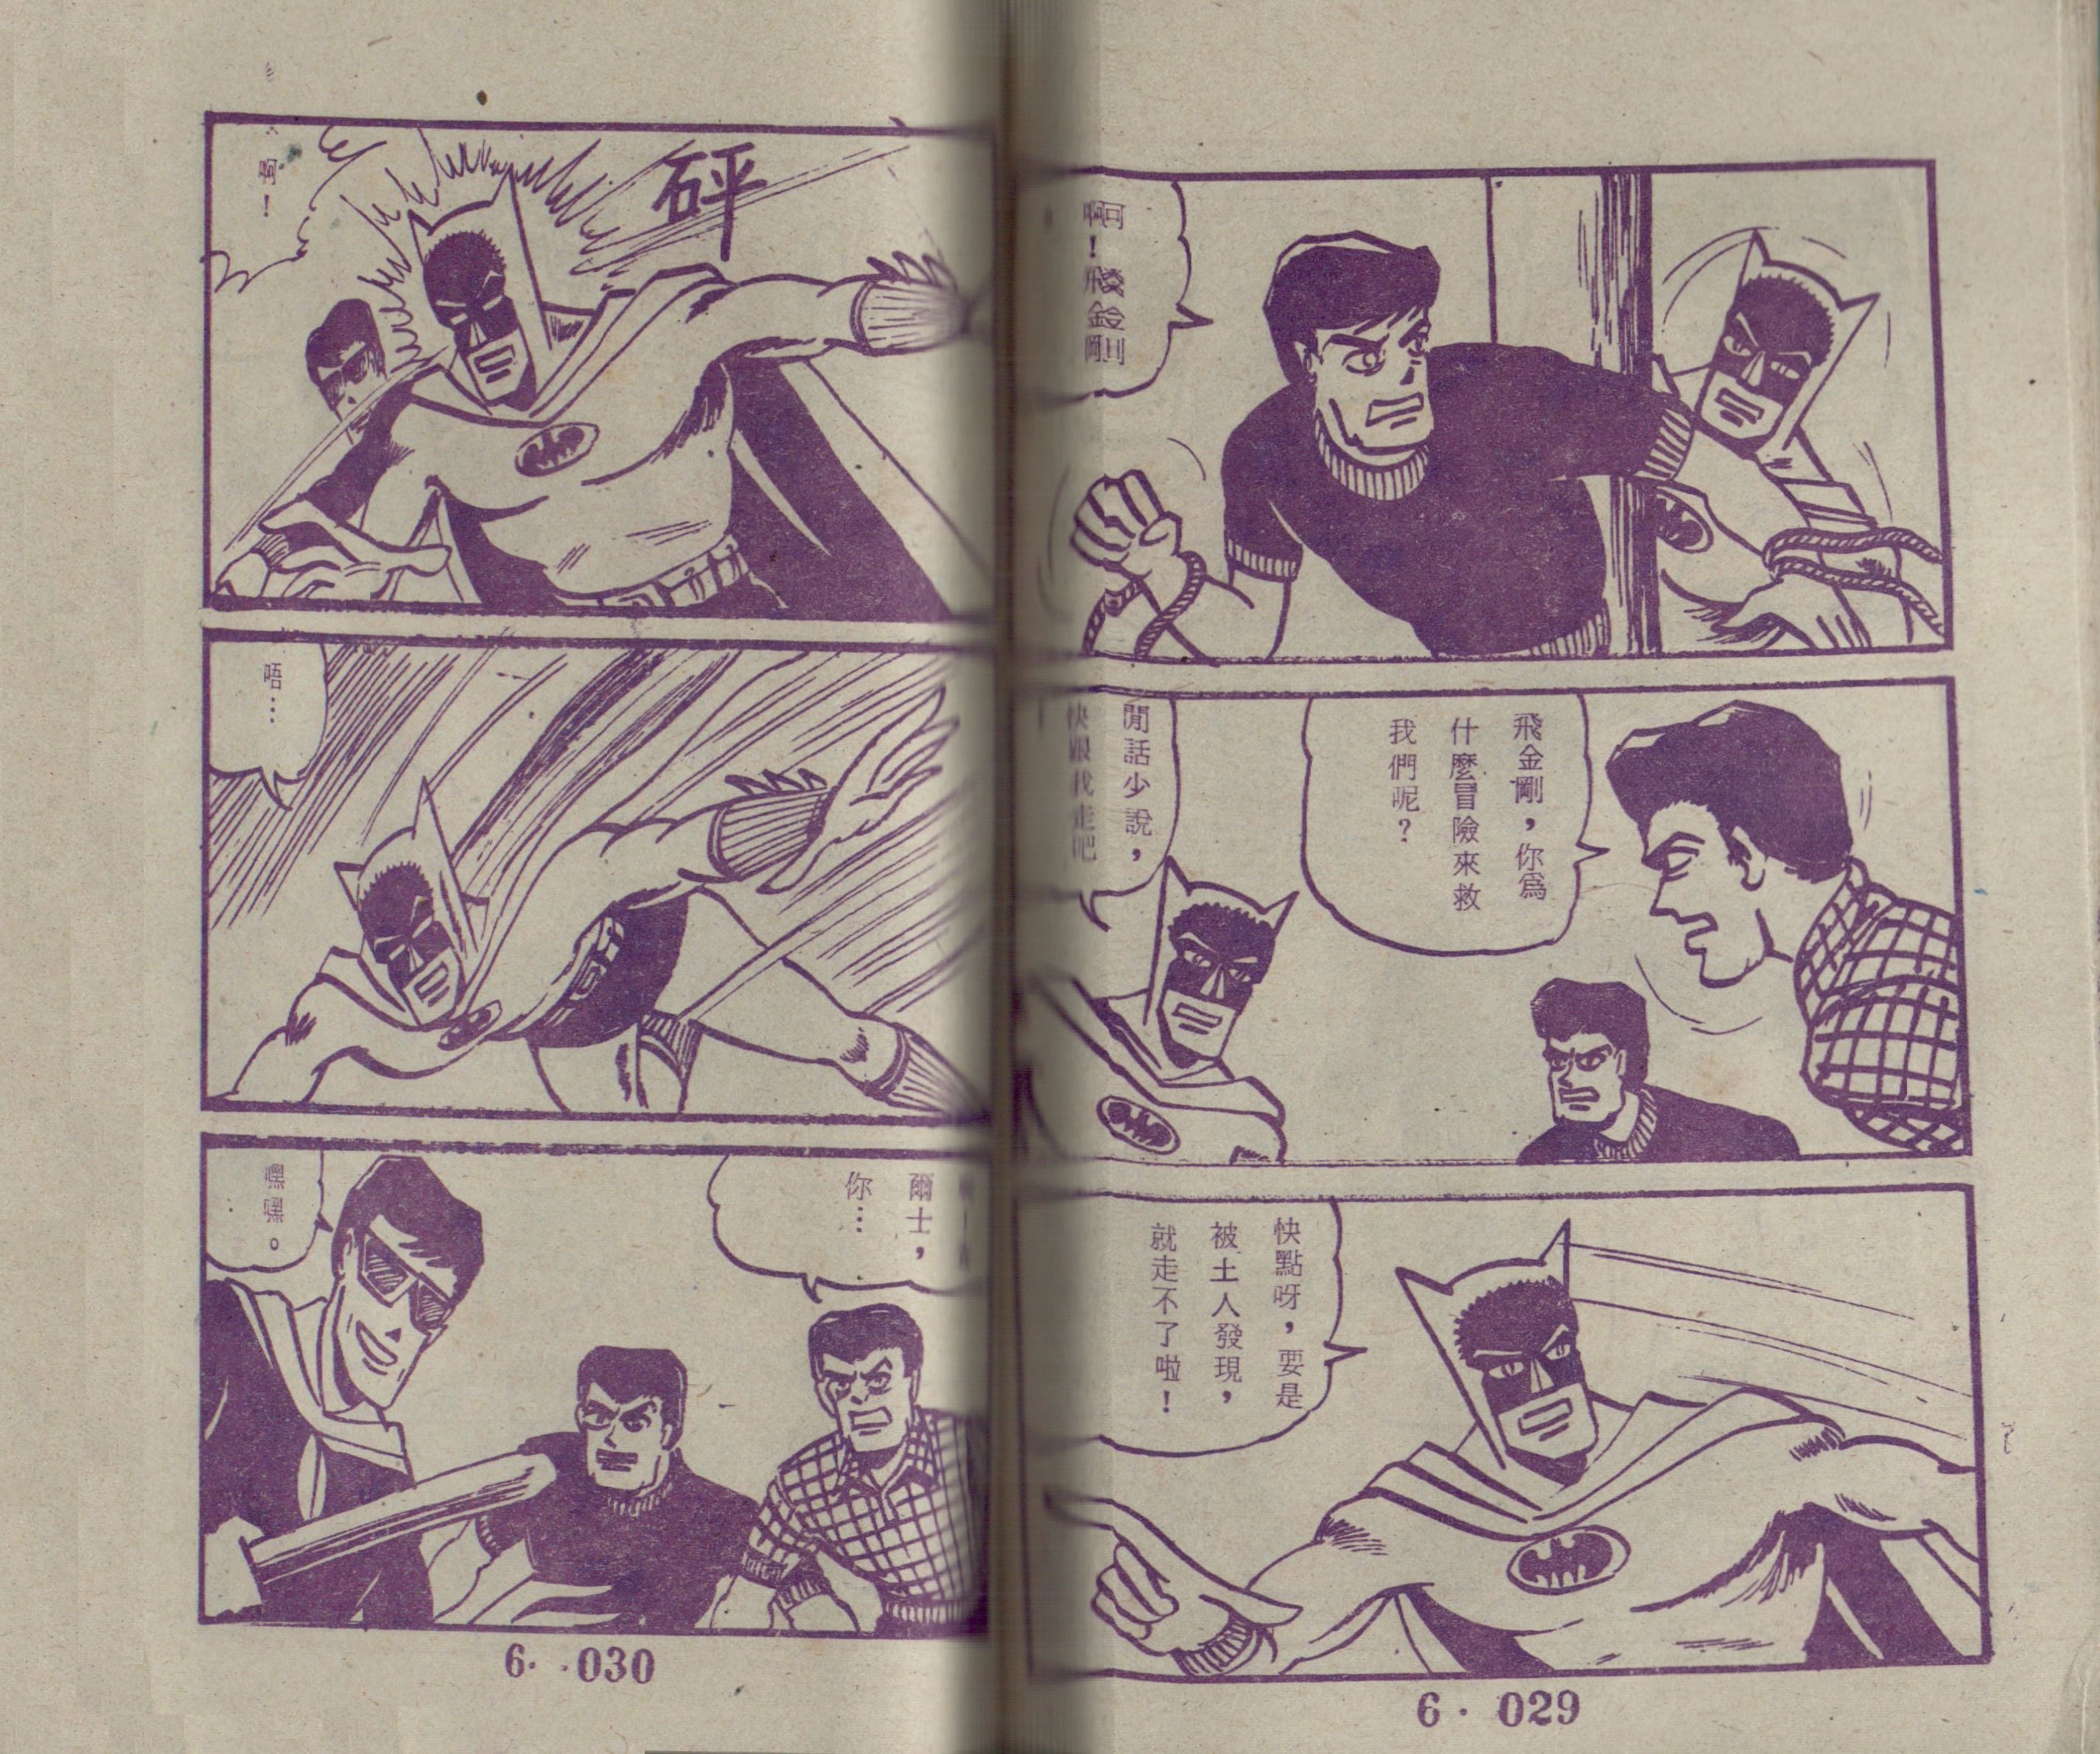 啊!飛金剛
飛金剛，你為
什麼冒險來救
我們呢?
閒話少說，
快跟我走吧
快點呀，要是
被土人發現，
就走不了啦!
6·029
砰
啊!
唔…
爾士，
你…
嘿嘿。
6·030